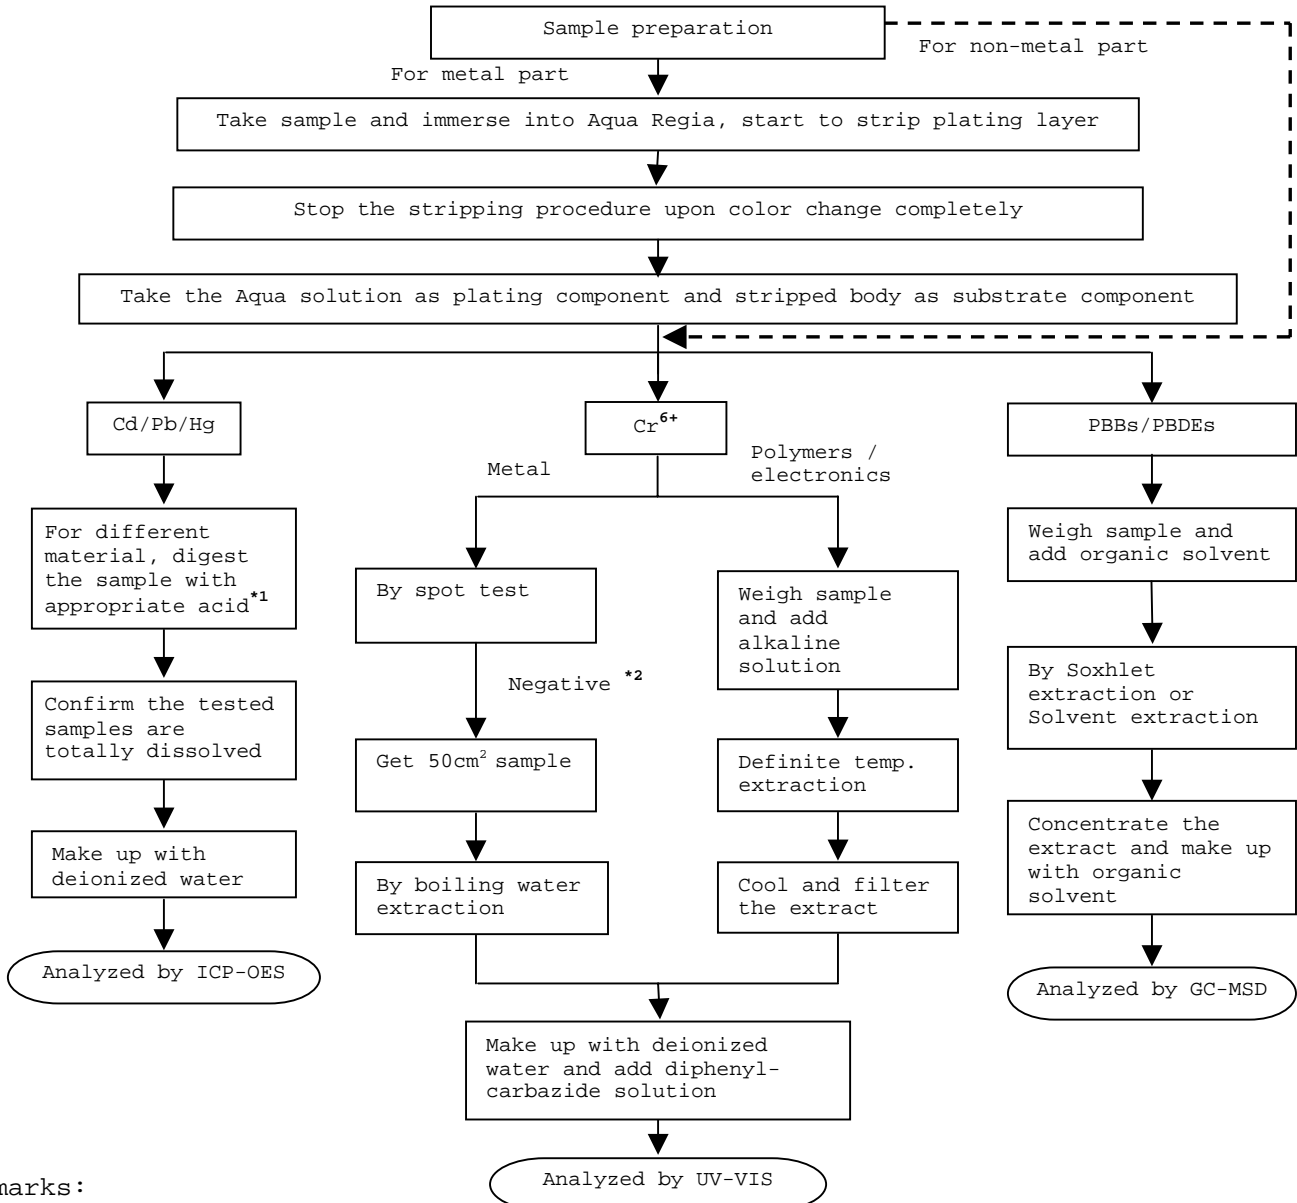 Sample preparation
For non-metal part
For metal part
Take sample and immerse into Aqua Regia, start to strip plating layer
Stop the stripping procedure upon color change completely
Take the Aqua solution as plating component and stripped body as substrate component
Cd/Pb/Hg
For different
material, digest
the sample with
appropriate acid*1
Confirm the tested
samples are
totally dissolved
Make up with
deionized water
Analyzed by ICP-OES
Cr6+
Metal
By spot test
Negative *2
Get 50cm2 sample
By boiling water
extraction
Polymers /
electronics
Weigh sample
and add
alkaline
solution
Definite temp.
extraction
Cool and filter
the extract
Make up with deionized
water and add diphenyl-
carbazide solution
Analyzed by UV-VIS
PBBs/PBDEs
Weigh sample and
add organic solvent
By Soxhlet
extraction or
Solvent extraction
Concentrate the
extract and make up
with organic
solvent
Analyzed by GC-MSD
marks: